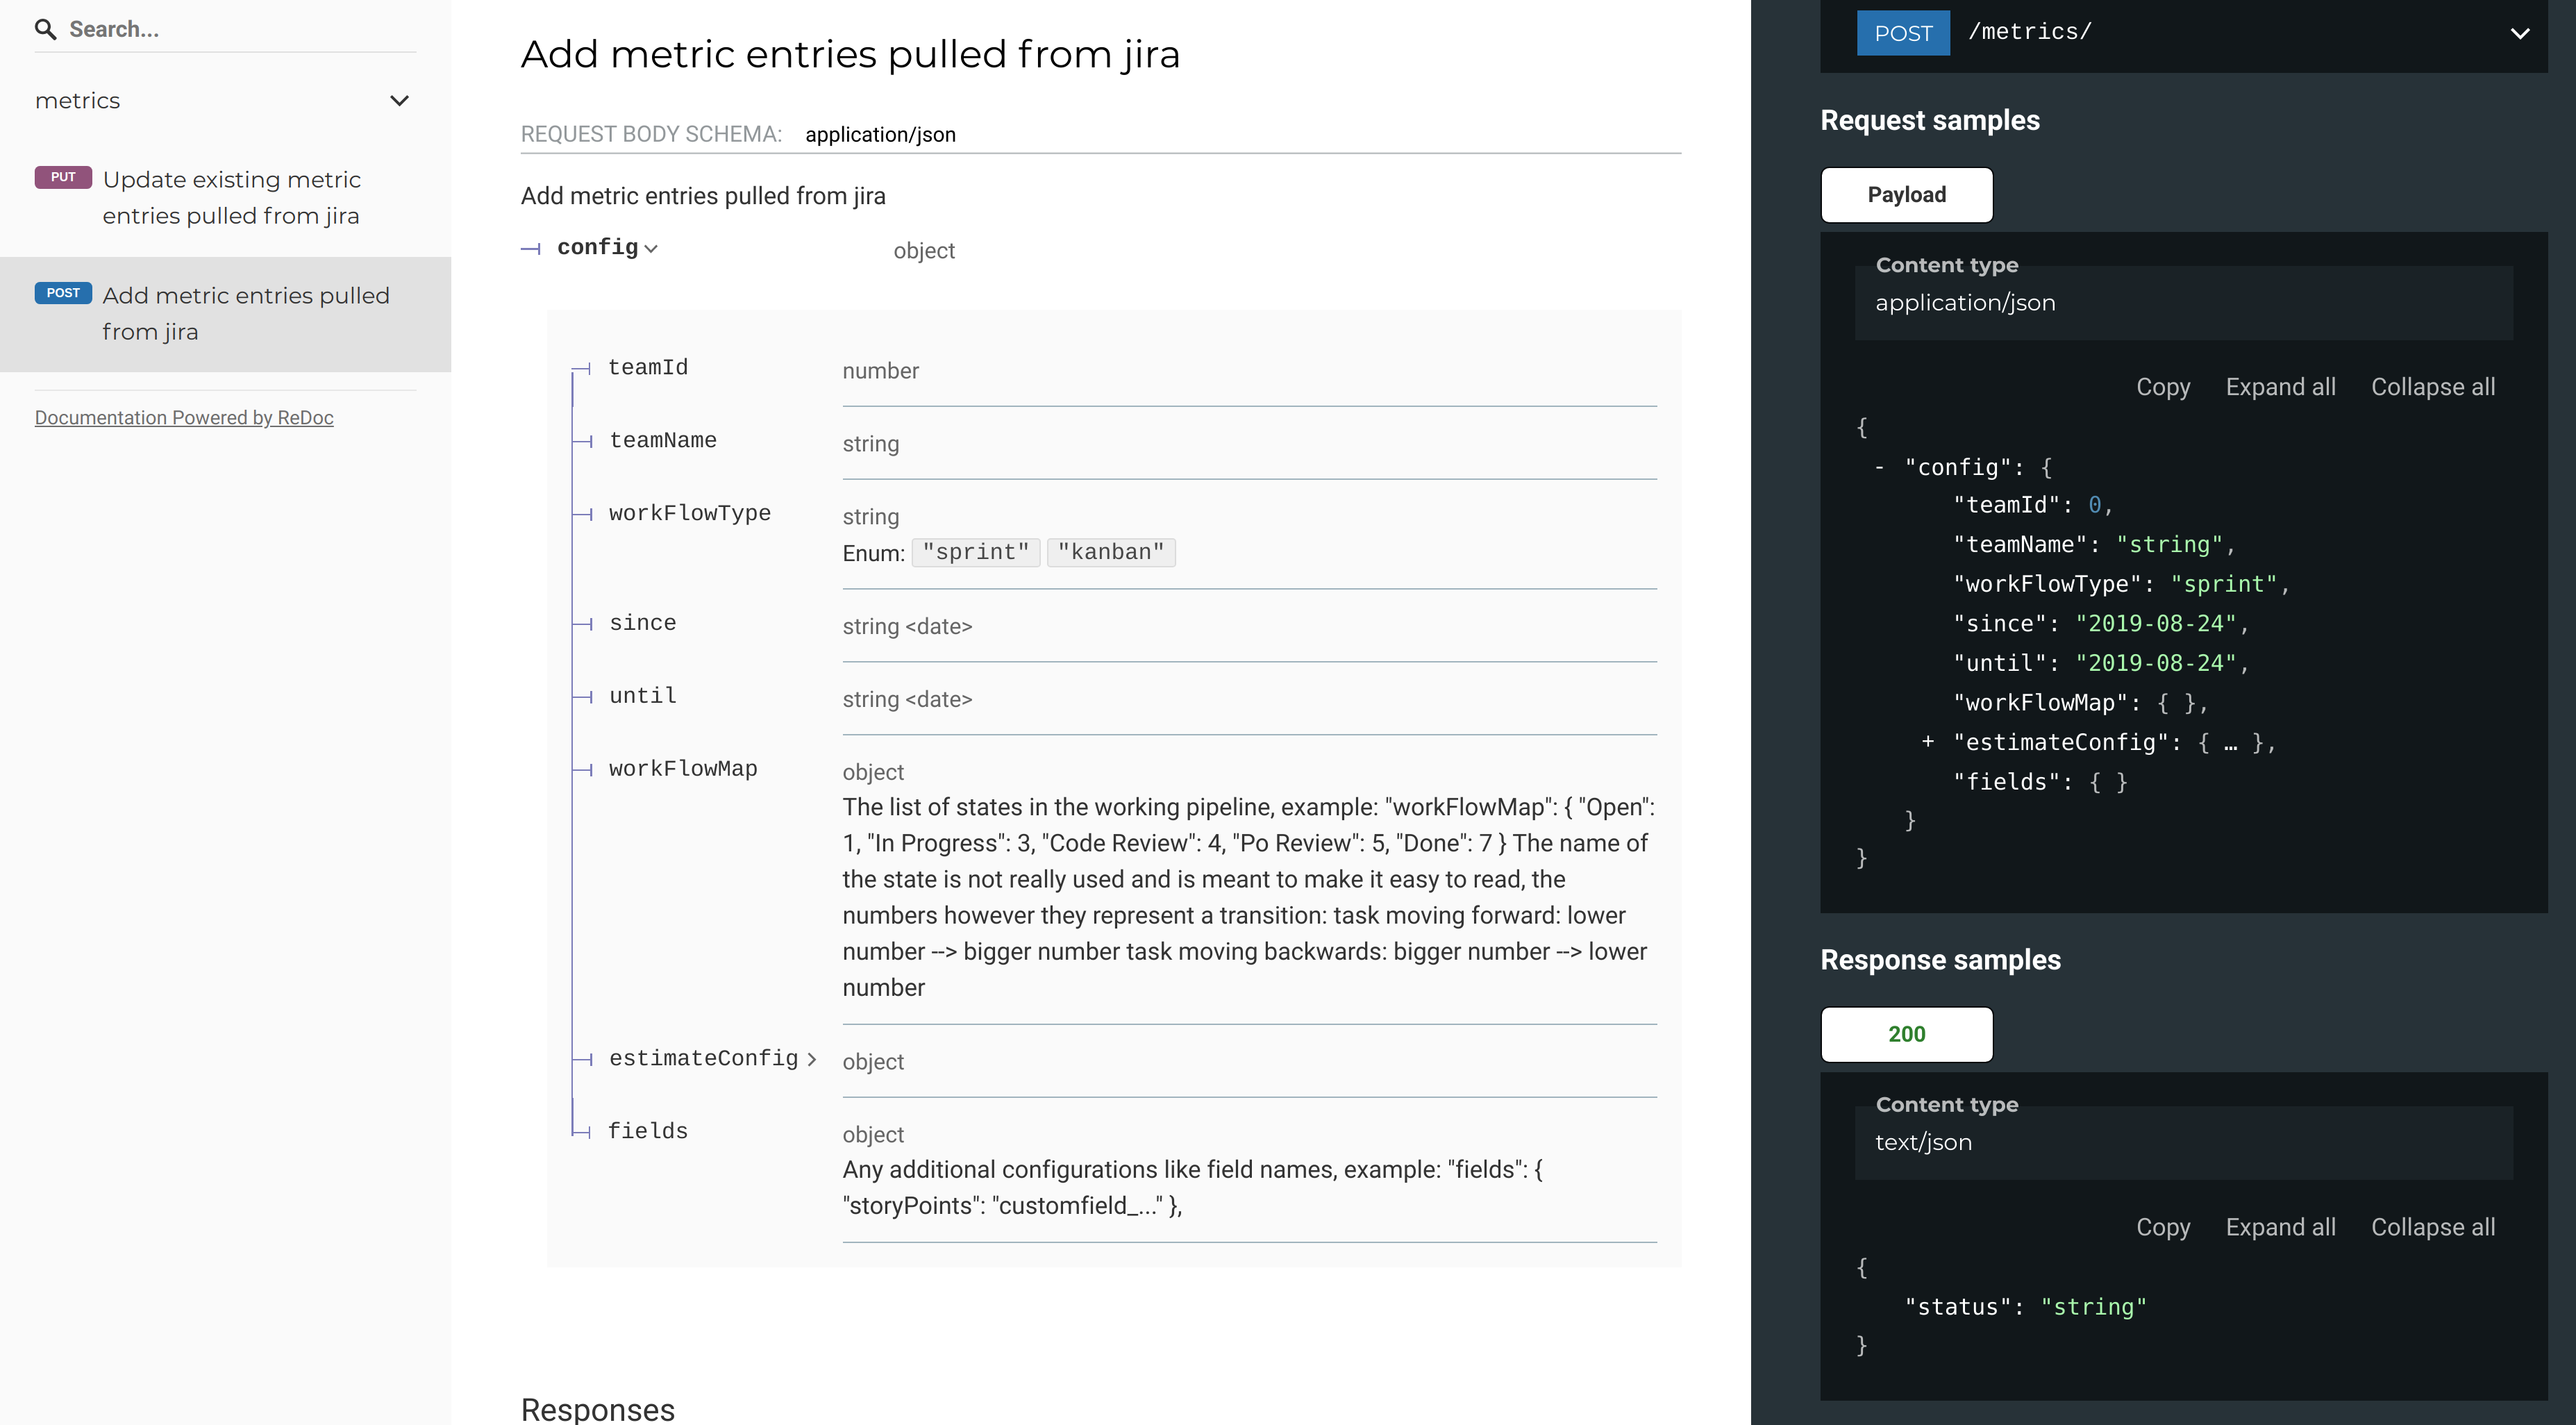 Search...
metrics
PUT Update existing metric
entries pulled from jira
POST Add metric entries pulled
from jira
Documentation Powered by ReDoc
Add metric entries pulled from jira
REQUEST BODY SCHEMA: application/json
Add metric entries pulled from jira
config object
teamId number
teamName string
workFlowType string
Enum: "sprint" "kanban"
since string <date>
until string <date>
workFlowMap object
The list of states in the working pipeline, example: "workFlowMap": { "Open":
1, "In Progress": 3, "Code Review": 4, "Po Review": 5, "Done": 7 } The name of
the state is not really used and is meant to make it easy to read, the
numbers however they represent a transition: task moving forward: lower
number --> bigger number task moving backwards: bigger number --> lower
number
estimateConfig object
fields object
Any additional configurations like field names, example: "fields": {
"storyPoints": "customfield_..." },
Responses
POST /metrics/
Request samples
Payload
Content type
application/json
Copy Expand all Collapse all
{
- "config": {
"teamId": 0,
"teamName": "string",
"workFlowType": "sprint",
"since": "2019-08-24",
"until": "2019-08-24",
"workFlowMap": { },
+ "estimateConfig": { … },
"fields": { }
}
}
Response samples
200
Content type
text/json
Copy Expand all Collapse all
{
"status": "string"
}